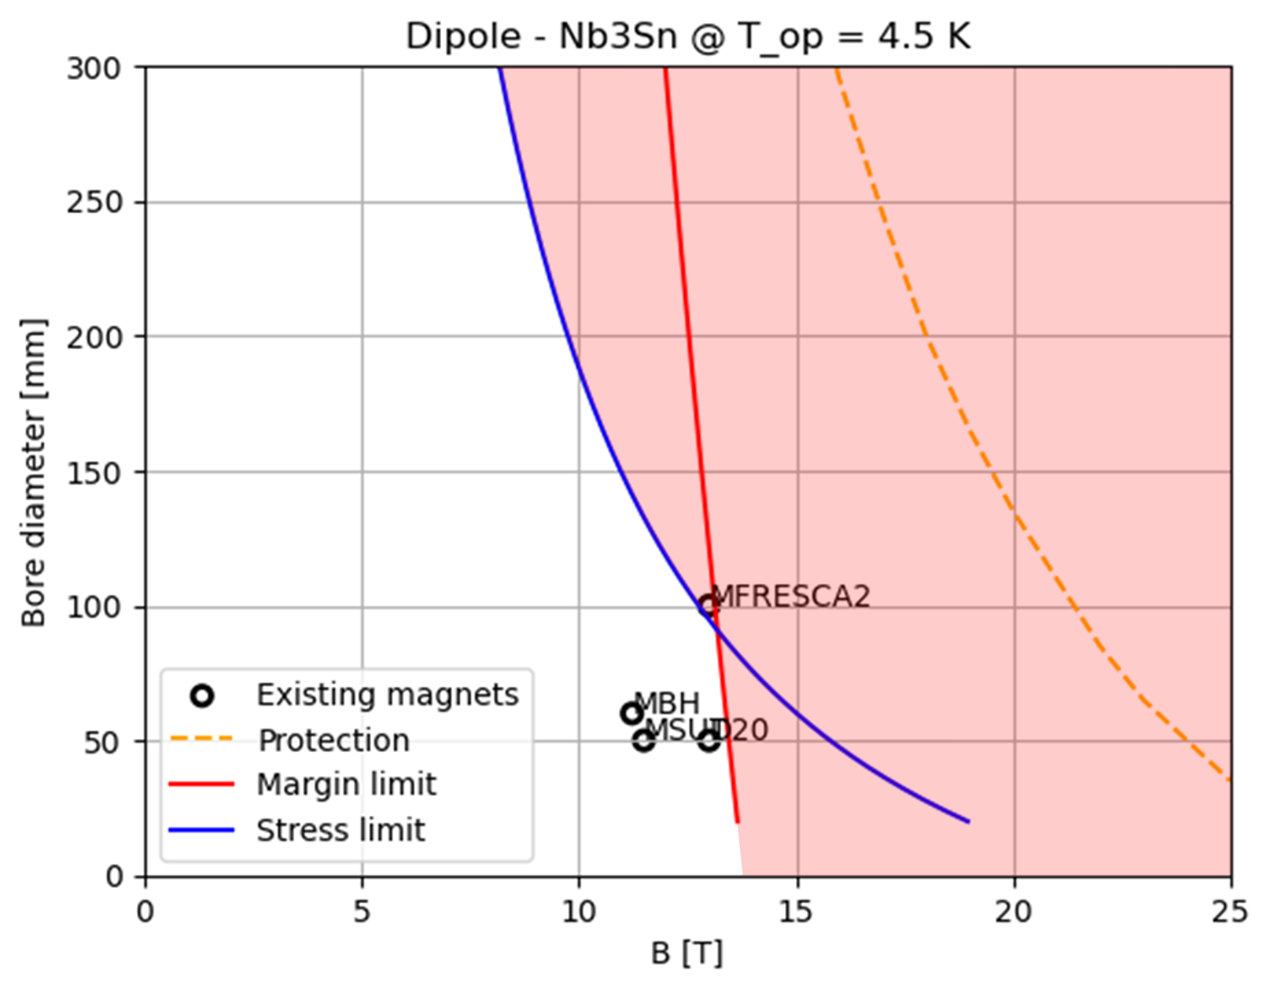 Dipole - Nb3Sn @ T_op = 4.5 K
300
250
200
150
100
50
0
Bore diameter [mm]
MFRESCA2
MBH
MSUT
D20
Existing magnets
Protection
Margin limit
Stress limit
0 5 10 15 20 25
B [T]